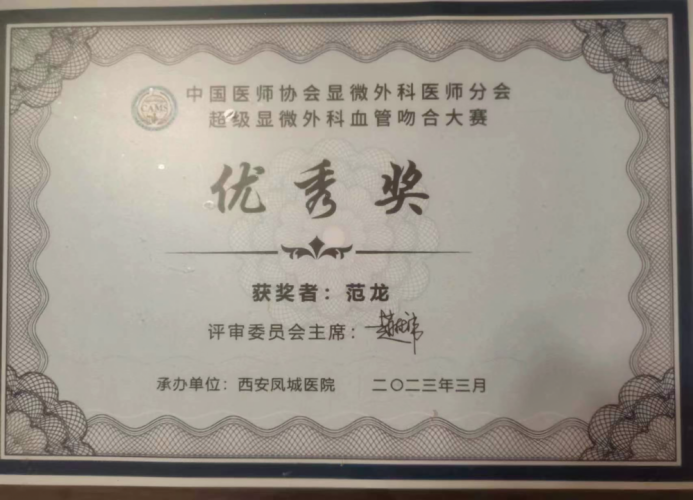 中国医师协会显微外科医师分会
超级显微外科血管吻合大赛
CAMS
优秀奖
获奖者：范龙
评审委员会主席：
承办单位：西安凤城医院 二〇二三年三月